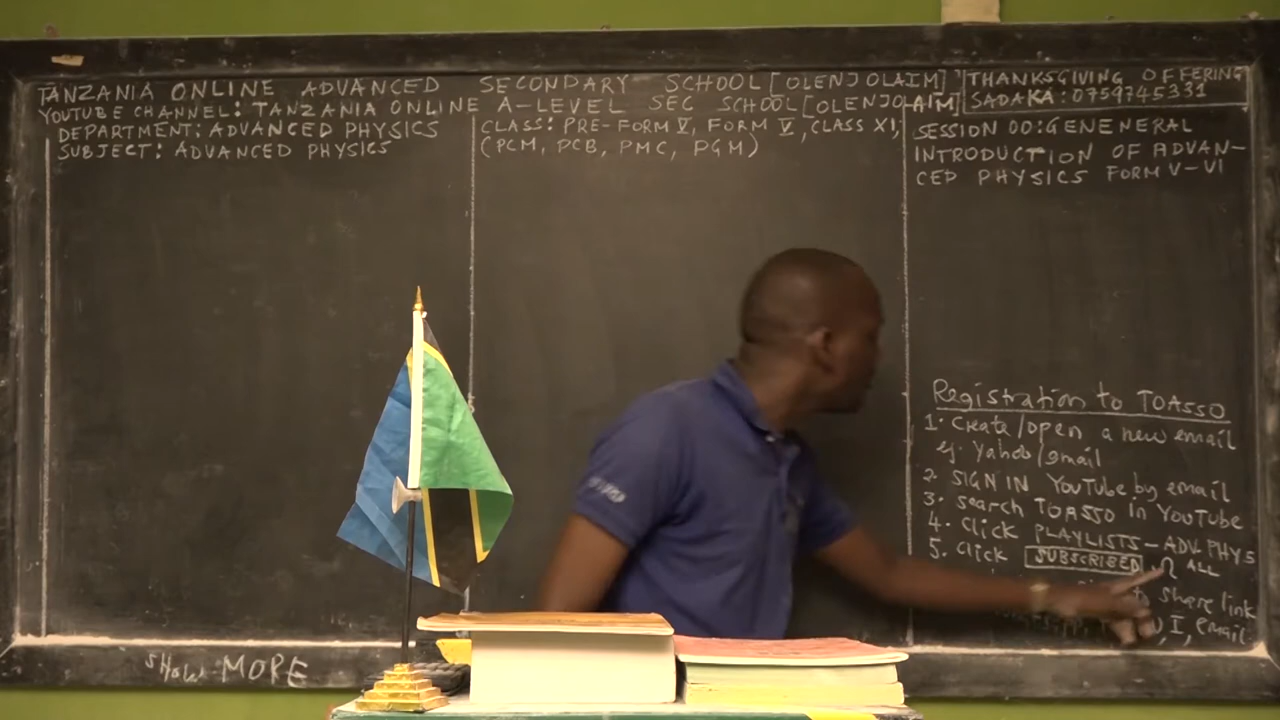 TANZANIA ONLINE ADVANCED SECONDARY SCHOOL [OLENJOLAIM]
YOUTUBE CHANNEL: TANZANIA ONLINE A-LEVEL SEC SCHOOL [OLENJOLAIM]
THANKSGIVING OFFERING
SADAKA: 0759745331
DEPARTMENT: ADVANCED PHYSICS
SUBJECT: ADVANCED PHYSICS
CLASS: PRE-FORM V, FORM V, CLASS XI,
(PCM, PCB, PMC, PGM)
SESSION 00: GENENERAL
INTRODUCTION OF ADVAN-
CED PHYSICS FORM V-VI
Registration to TOASSO
1. Create/open a new email
eg. Yahoo/gmail
2. SIGN IN YouTube by email
3. Search TOASSO in YouTube
4. Click PLAYLISTS - ADV. PHYS
5. Click SUBSCRIBED ALL
share link
I, email
Show MORE